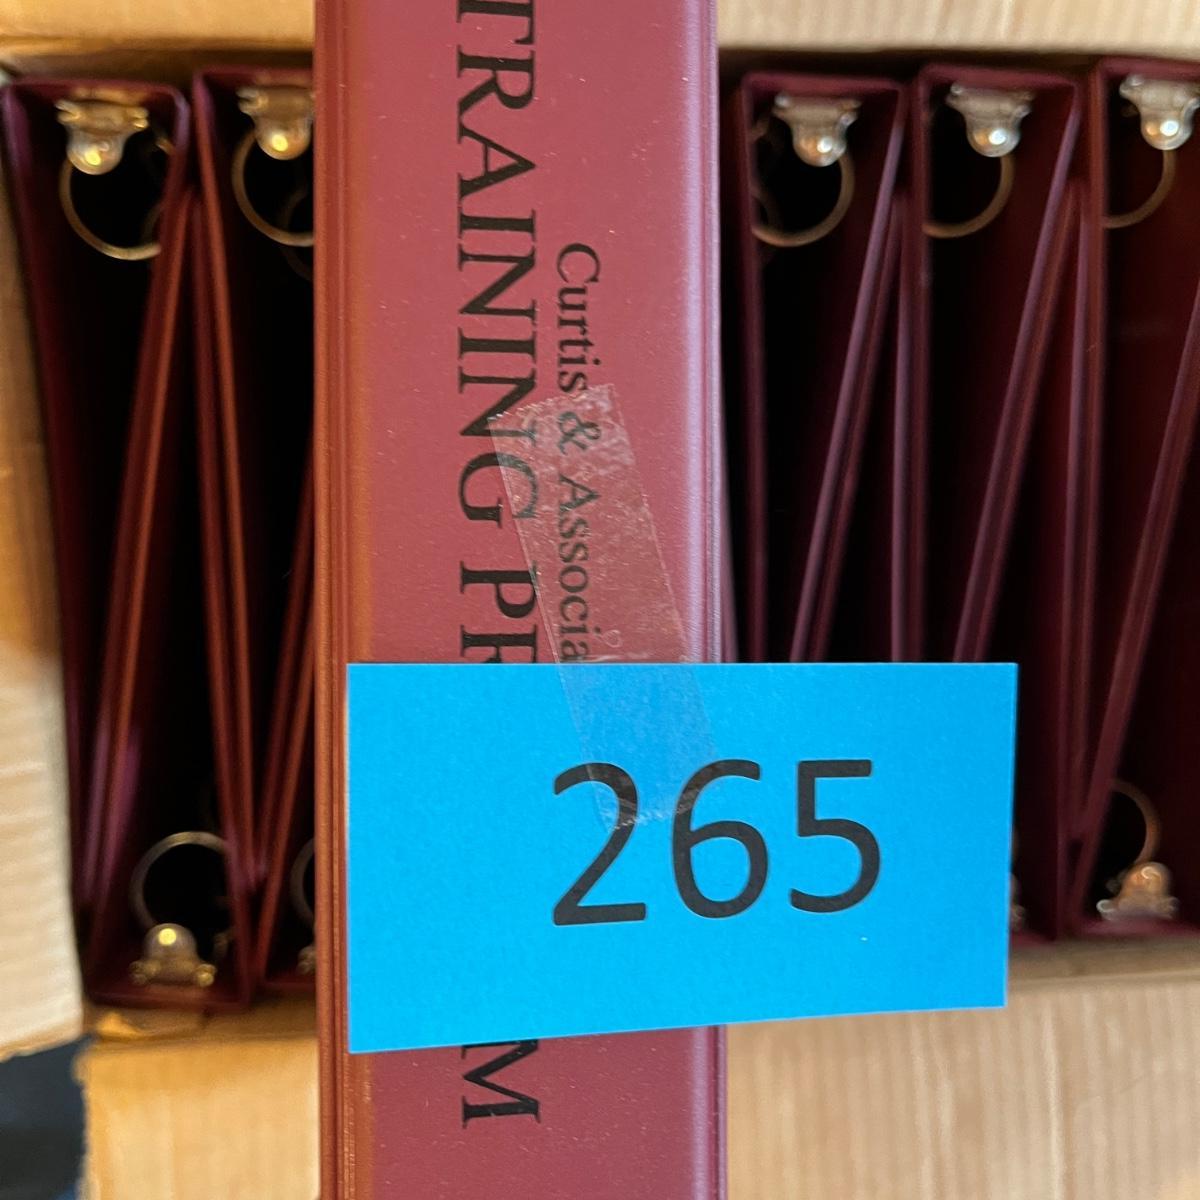 Curtis & Associa
TRAINING PR M
265